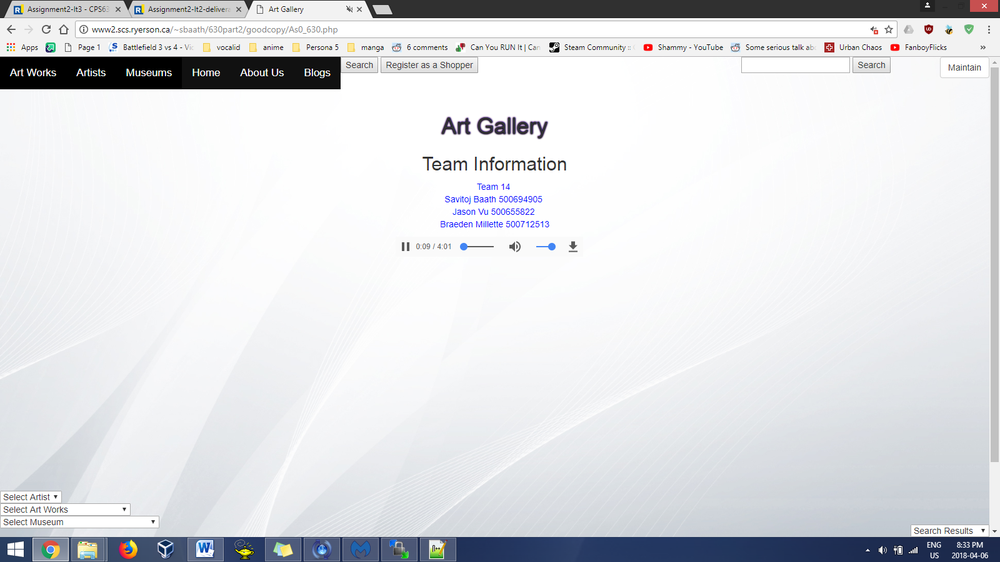 Assignment2-lt3 - CPS63
Assignment2-lt2-delivera
Art Gallery
www2.scs.ryerson.ca/~sbaath/630part2/goodcopy/As0_630.php
Apps
Page 1
Battlefield 3 vs 4 - Vic
vocalid
anime
Persona 5
manga
6 comments
Can You RUN It | Can
Steam Community ::
Some serious talk abo
Shammy - YouTube
Urban Chaos
FanboyFlicks
»
Art Works
Artists
Museums
Home
About Us
Blogs
Search
Register as a Shopper
Search
Maintain
Art Gallery
Team Information
Team 14
Savitoj Baath 500694905
Jason Vu 500655822
Braeden Millette 500712513
0:09 / 4:01
Select Artist
Select Art Works
Select Museum
Search Results
ENG
US
8:33 PM
2018-04-06